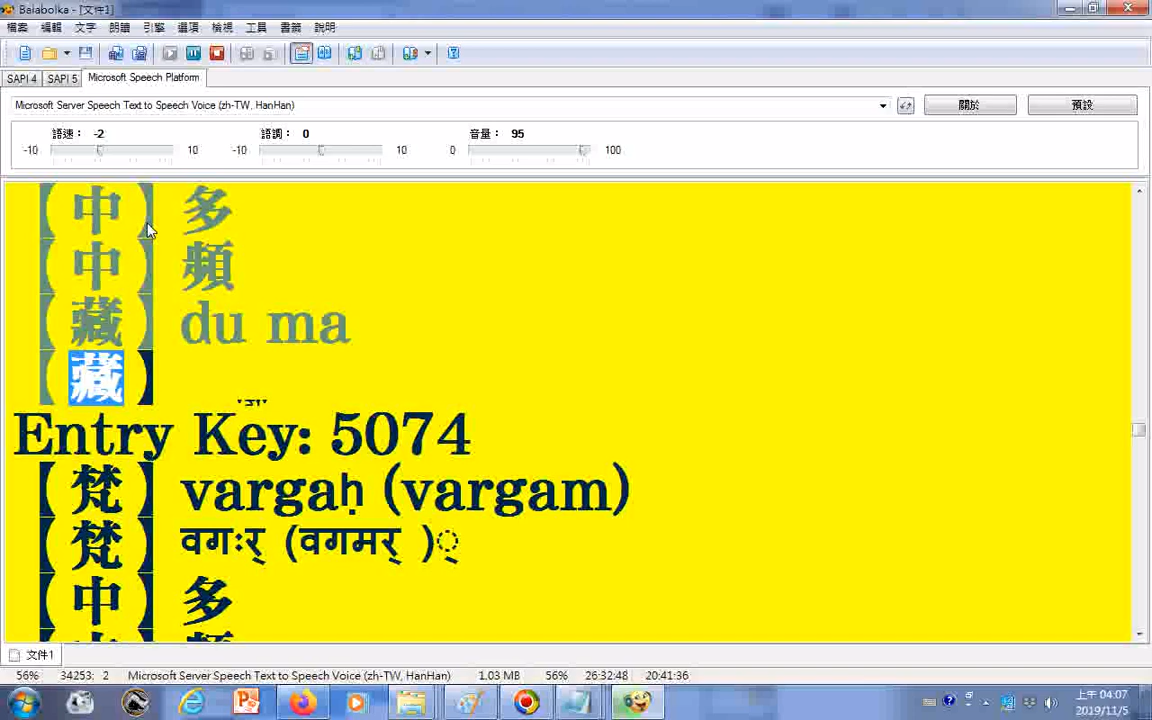 Balabolka - [文件1]
檔案 編輯 文字 朗讀 引擎 選項 檢視 工具 書籤 說明
SAPI 4 SAPI 5 Microsoft Speech Platform
Microsoft Server Speech Text to Speech Voice (zh-TW, HanHan) 關於 預設
語速： -2 語調： 0 音量： 95
-10 10 -10 10 0 100
【中】 多
【中】 頻
【藏】 du ma
【藏】
Entry Key: 5074
【梵】 vargaḥ (vargam)
【梵】 वगःर् (वगमर् )्
【中】 多
文件1
56% 34253: 2 Microsoft Server Speech Text to Speech Voice (zh-TW, HanHan) 1.03 MB 56% 26:32:48 20:41:36
上午 04:07
2019/11/5